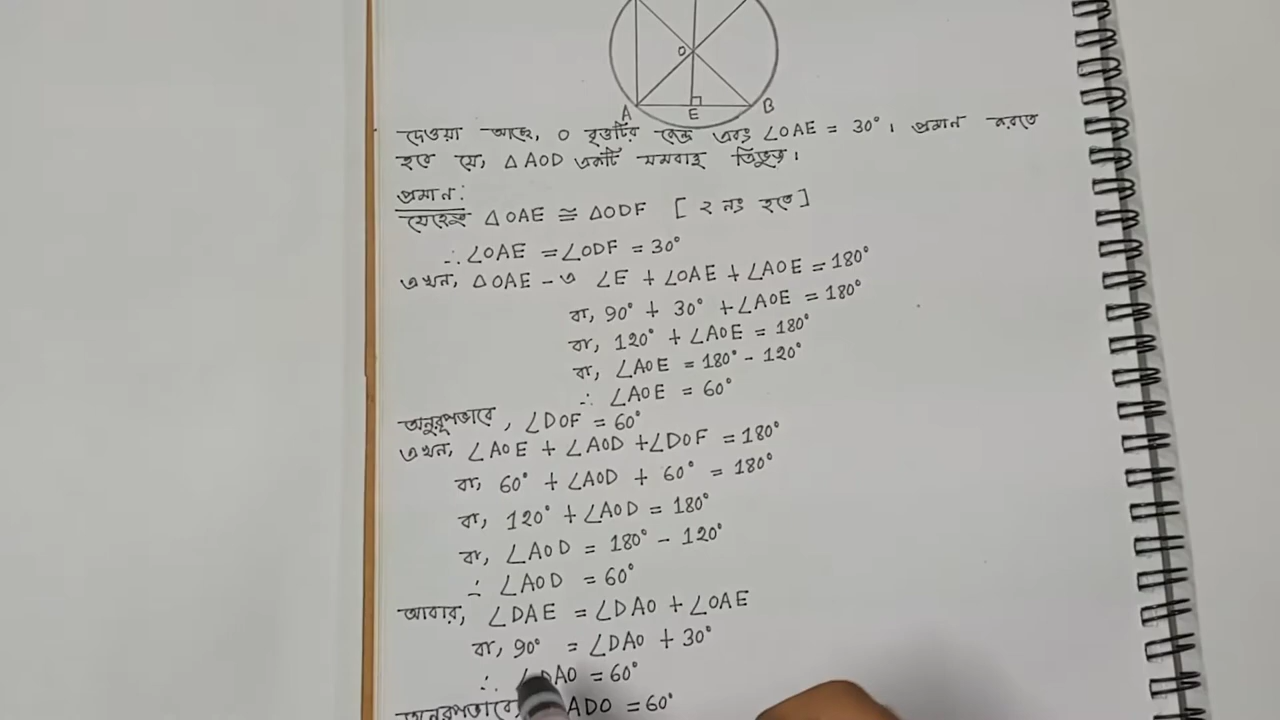 O
A E B
দেওয়া আছে, O বৃত্তটির কেন্দ্র এবং ∠OAE = 30°। প্রমান করতে
হবে যে, △AOD একটি সমবাহু ত্রিভুজ।
প্রমান:
যেহেতু △OAE ≅ △ODF [২ নং হতে]
∴ ∠OAE = ∠ODF = 30°
এখন, △OAE - এ ∠E + ∠OAE + ∠AOE = 180°
বা, 90° + 30° + ∠AOE = 180°
বা, 120° + ∠AOE = 180°
বা, ∠AOE = 180° - 120°
∴ ∠AOE = 60°
অনুরূপভাবে, ∠DOF = 60°
এখন, ∠AOE + ∠AOD + ∠DOF = 180°
বা, 60° + ∠AOD + 60° = 180°
বা, 120° + ∠AOD = 180°
বা, ∠AOD = 180° - 120°
∴ ∠AOD = 60°
আবার, ∠DAE = ∠DAO + ∠OAE
বা, 90° = ∠DAO + 30°
∴ ∠DAO = 60°
অনুরূপভাবে, ADO = 60°